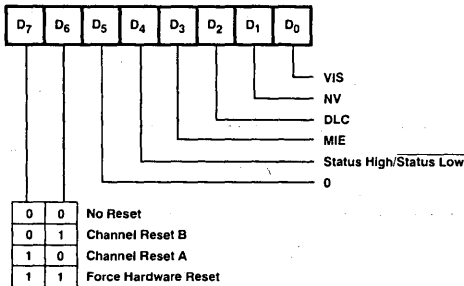 D7 D6 D5 D4 D3 D2 D1 D0
VIS
NV
DLC
MIE
Status High/Status Low
0
0 0 No Reset
0 1 Channel Reset B
1 0 Channel Reset A
1 1 Force Hardware Reset